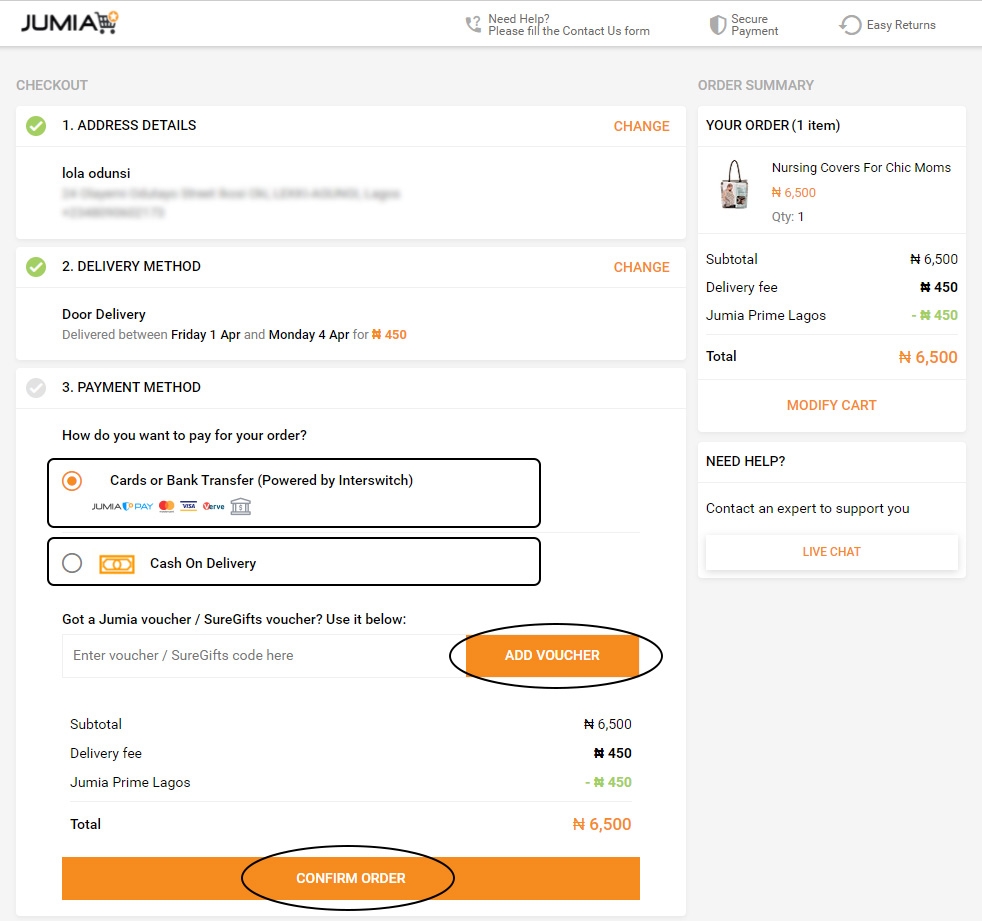 JUMIA
Need Help?
Please fill the Contact Us form
Secure
Payment
Easy Returns
CHECKOUT
1. ADDRESS DETAILS
CHANGE
lola odunsi
2. DELIVERY METHOD
CHANGE
Door Delivery
Delivered between Friday 1 Apr and Monday 4 Apr for ₦ 450
3. PAYMENT METHOD
How do you want to pay for your order?
Cards or Bank Transfer (Powered by Interswitch)
JUMIA PAY VISA Verve
Cash On Delivery
Got a Jumia voucher / SureGifts voucher? Use it below:
Enter voucher / SureGifts code here
ADD VOUCHER
Subtotal ₦ 6,500
Delivery fee ₦ 450
Jumia Prime Lagos - ₦ 450
Total ₦ 6,500
CONFIRM ORDER
ORDER SUMMARY
YOUR ORDER (1 item)
Nursing Covers For Chic Moms
₦ 6,500
Qty: 1
Subtotal ₦ 6,500
Delivery fee ₦ 450
Jumia Prime Lagos - ₦ 450
Total ₦ 6,500
MODIFY CART
NEED HELP?
Contact an expert to support you
LIVE CHAT